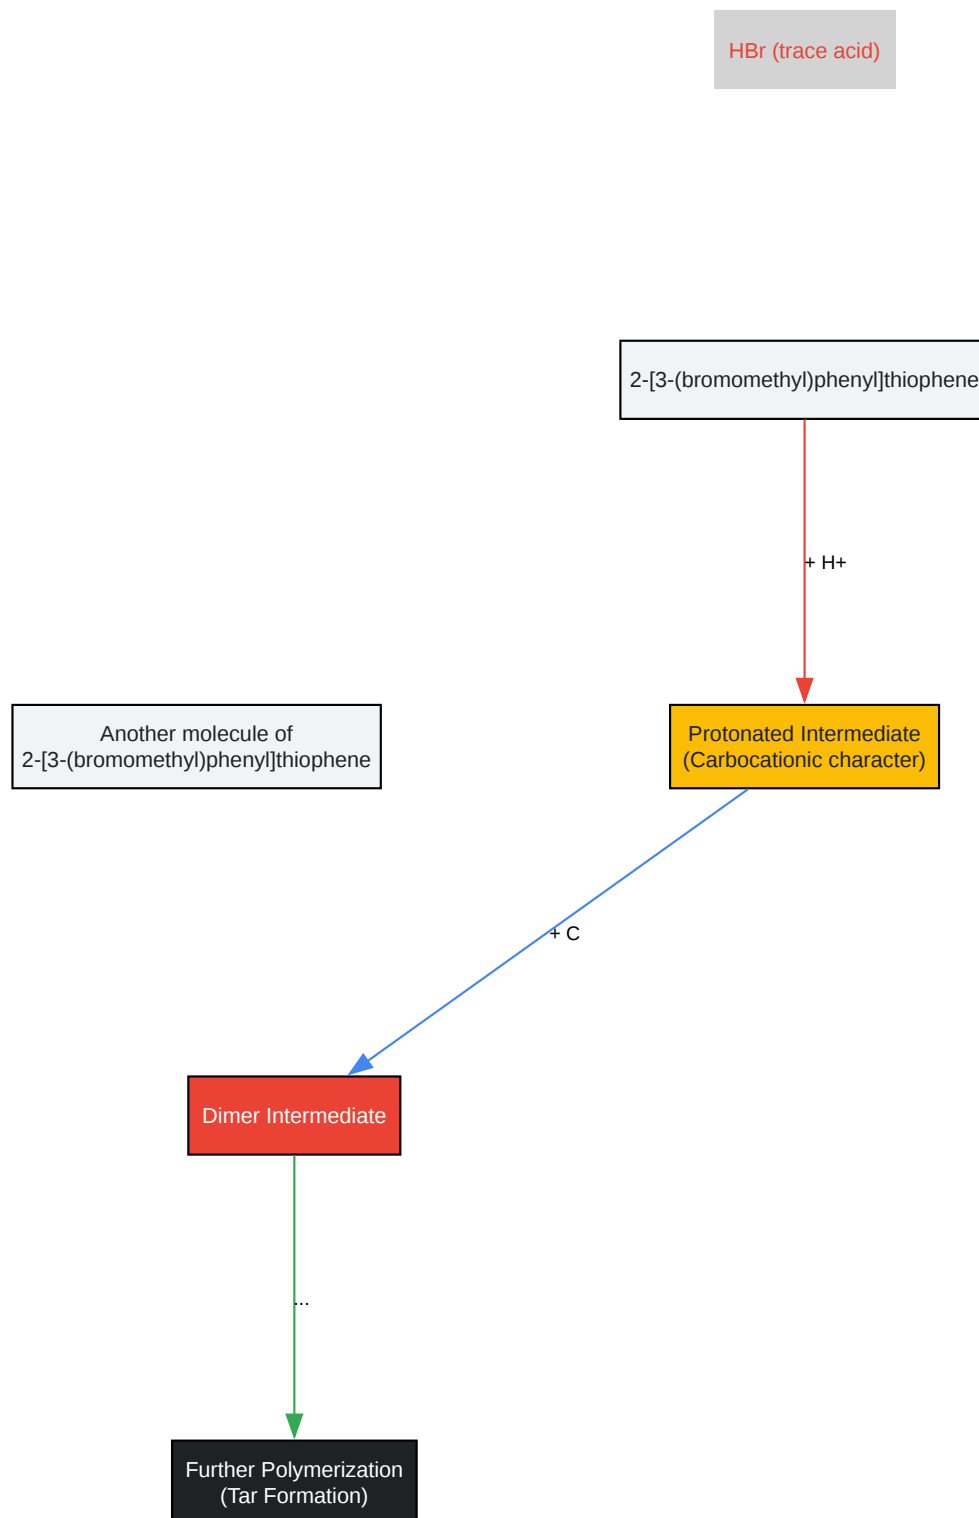 HBr (trace acid)
2-[3-(bromomethyl)phenyl]thiophene
+ H+
Another molecule of
2-[3-(bromomethyl)phenyl]thiophene
Protonated Intermediate
(Carbocationic character)
+ C
Dimer Intermediate
...
Further Polymerization
(Tar Formation)